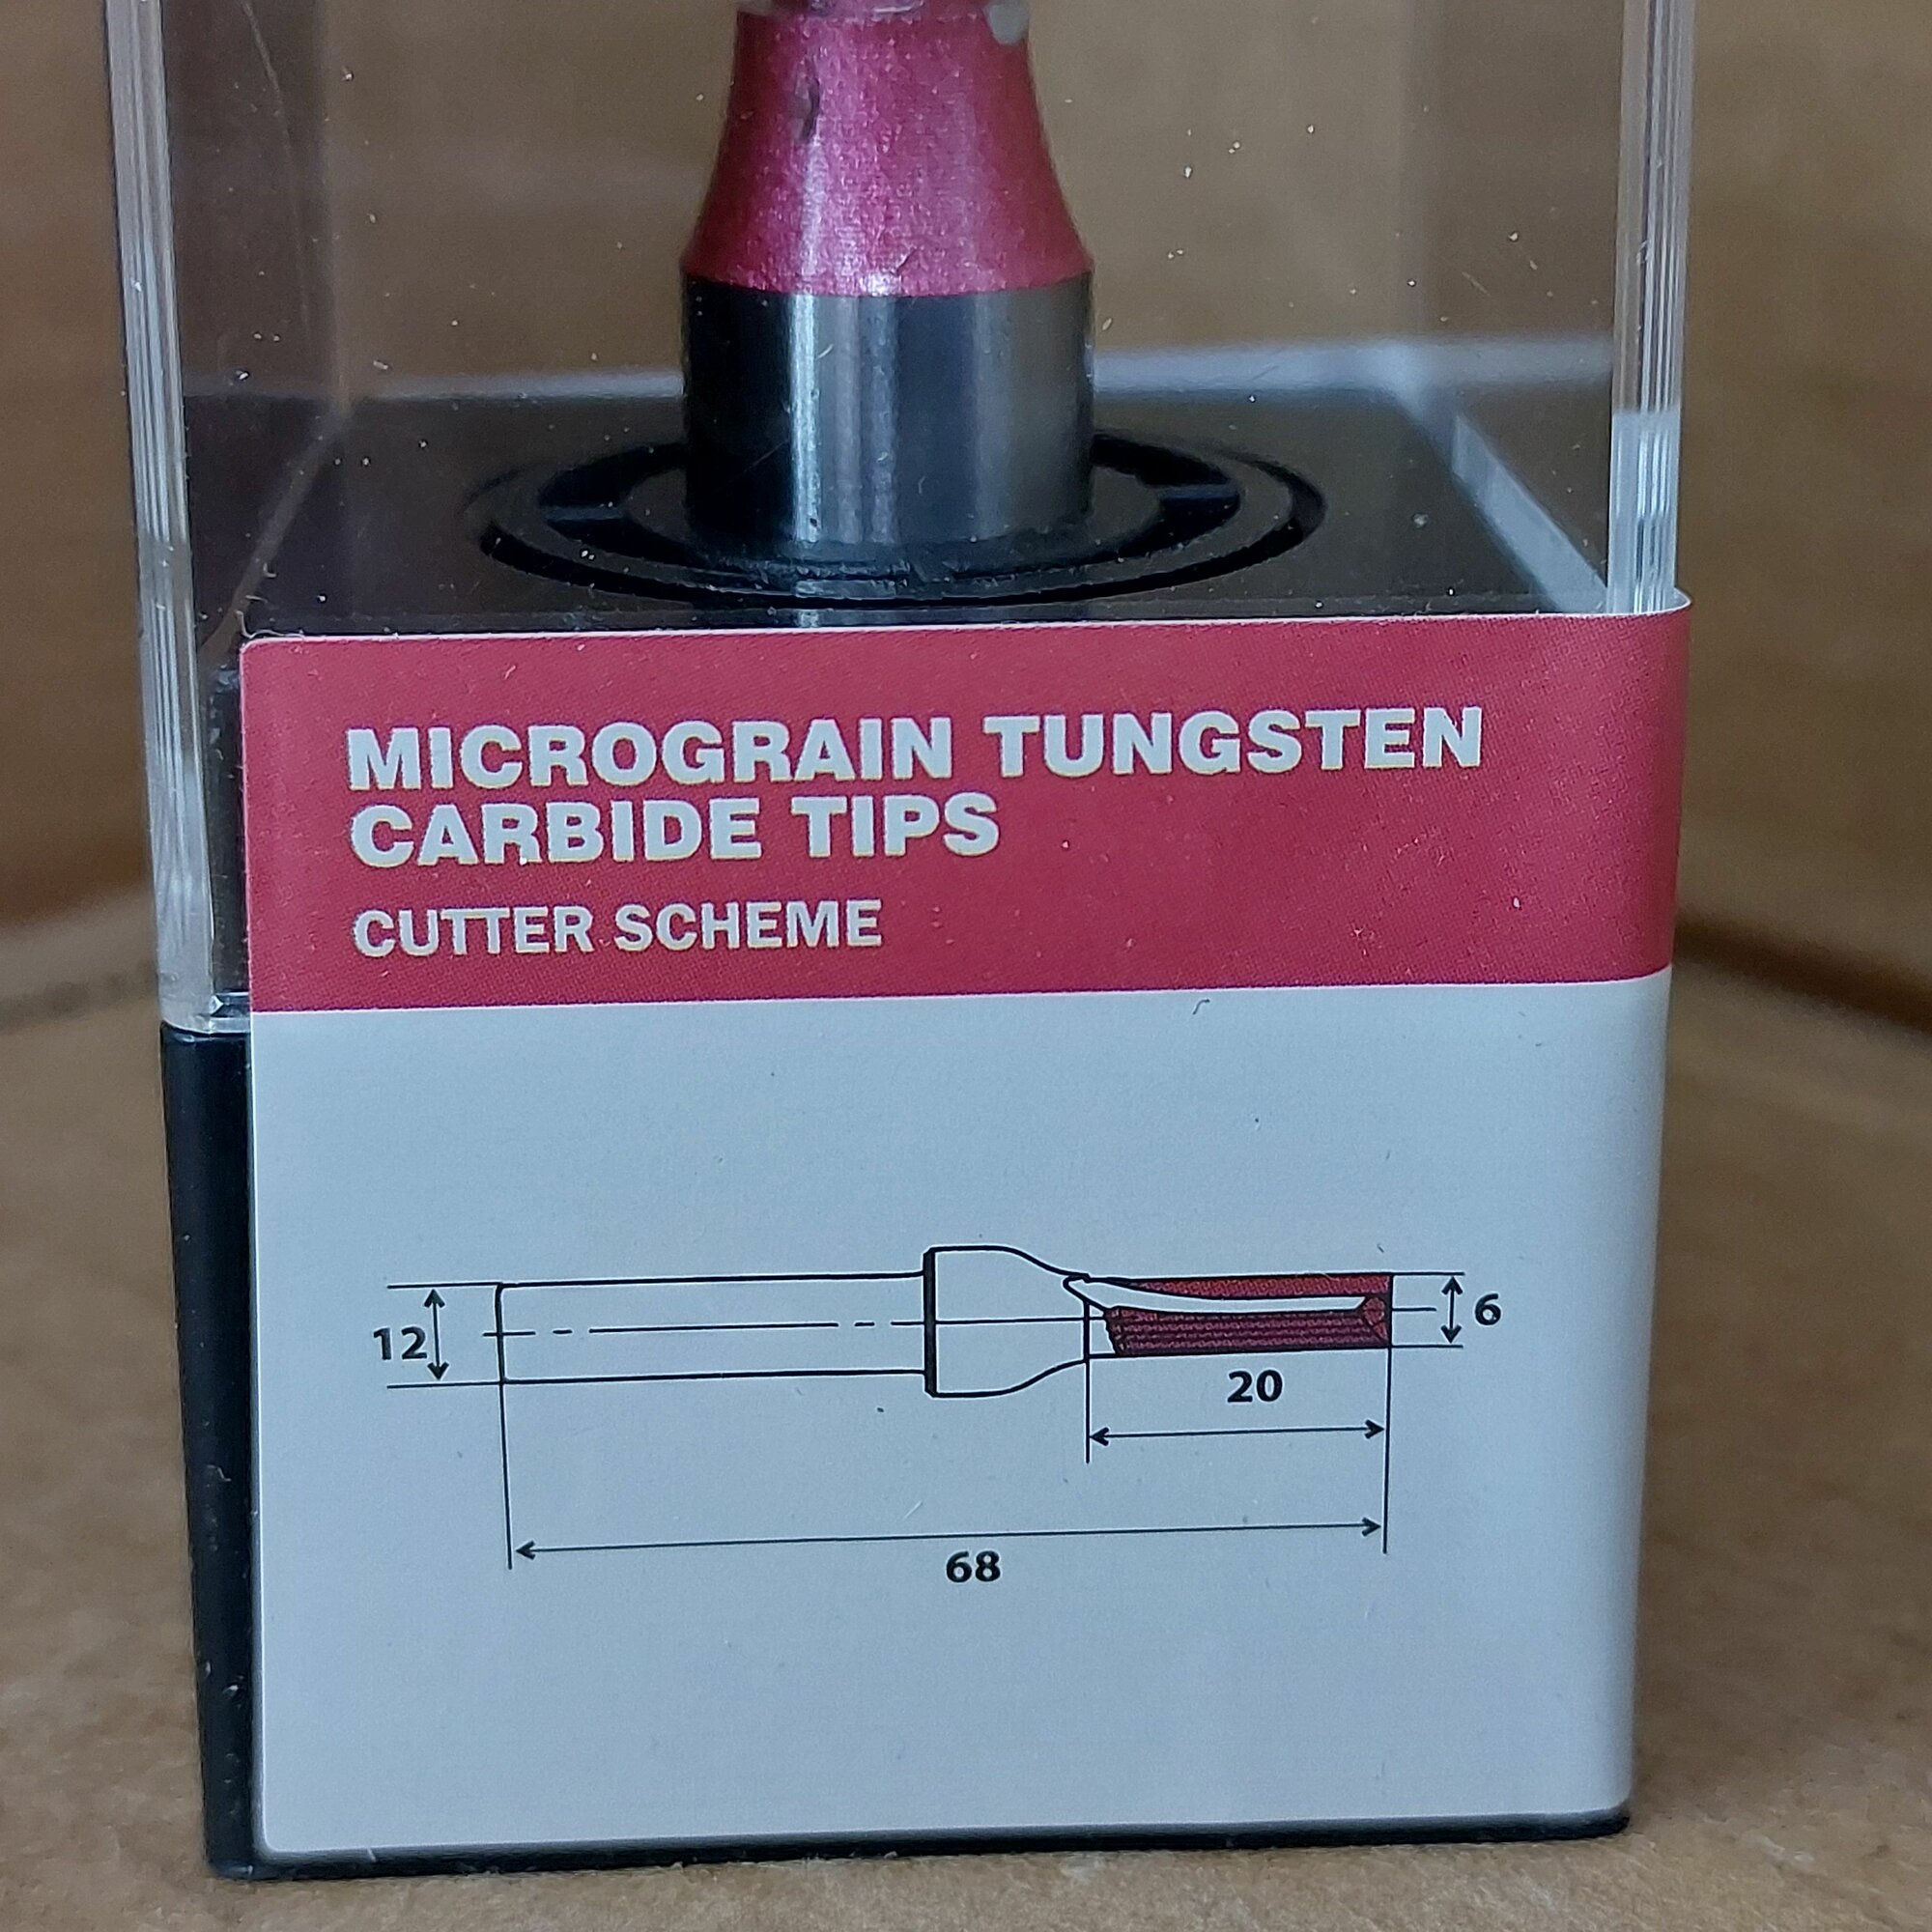 MICROGRAIN TUNGSTEN
CARBIDE TIPS
CUTTER SCHEME
12
6
20
68